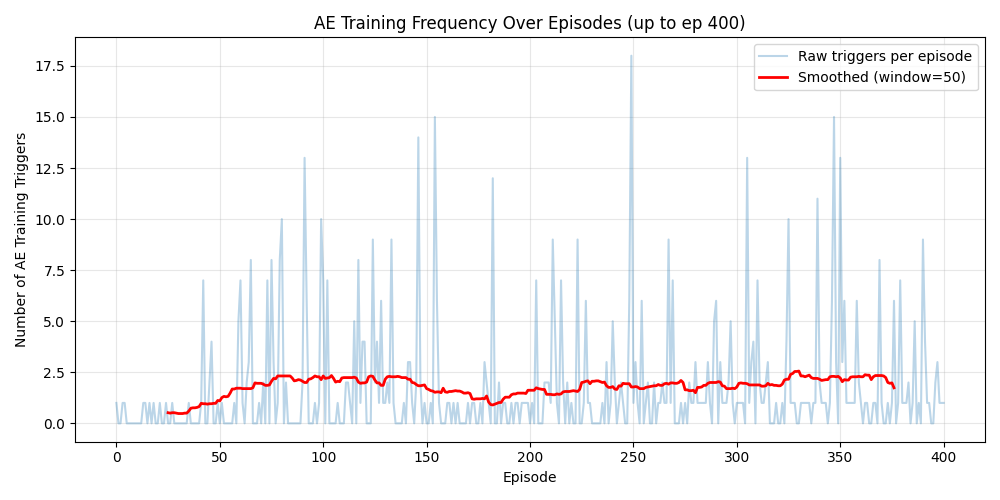 AE Training Frequency Over Episodes (up to ep 400)
Raw triggers per episode
Smoothed (window=50)
Number of AE Training Triggers
17.5
15.0
12.5
10.0
7.5
5.0
2.5
0.0
0 50 100 150 200 250 300 350 400
Episode